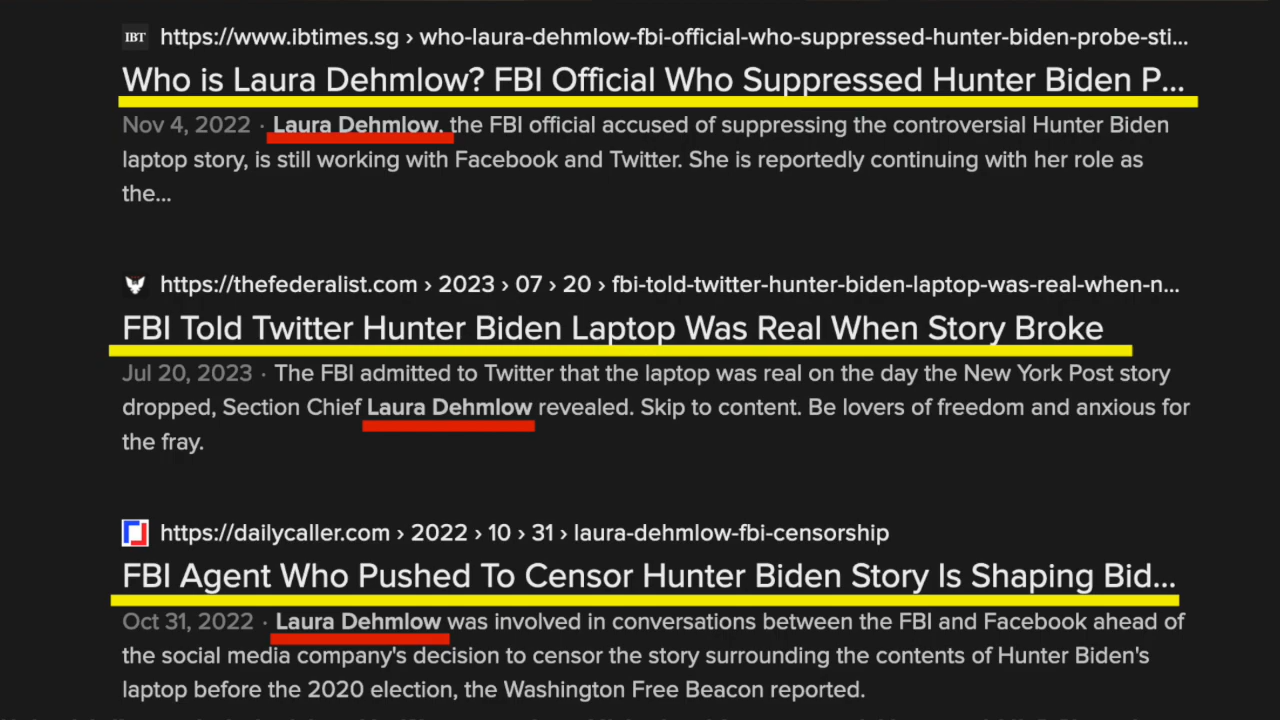 IBT https://www.ibtimes.sg › who-laura-dehmlow-fbi-official-who-suppressed-hunter-biden-probe-sti...
Who is Laura Dehmlow? FBI Official Who Suppressed Hunter Biden P...
Nov 4, 2022 · Laura Dehmlow, the FBI official accused of suppressing the controversial Hunter Biden
laptop story, is still working with Facebook and Twitter. She is reportedly continuing with her role as
the...
https://thefederalist.com › 2023 › 07 › 20 › fbi-told-twitter-hunter-biden-laptop-was-real-when-n...
FBI Told Twitter Hunter Biden Laptop Was Real When Story Broke
Jul 20, 2023 · The FBI admitted to Twitter that the laptop was real on the day the New York Post story
dropped, Section Chief Laura Dehmlow revealed. Skip to content. Be lovers of freedom and anxious for
the fray.
https://dailycaller.com › 2022 › 10 › 31 › laura-dehmlow-fbi-censorship
FBI Agent Who Pushed To Censor Hunter Biden Story Is Shaping Bid...
Oct 31, 2022 · Laura Dehmlow was involved in conversations between the FBI and Facebook ahead of
the social media company's decision to censor the story surrounding the contents of Hunter Biden's
laptop before the 2020 election, the Washington Free Beacon reported.